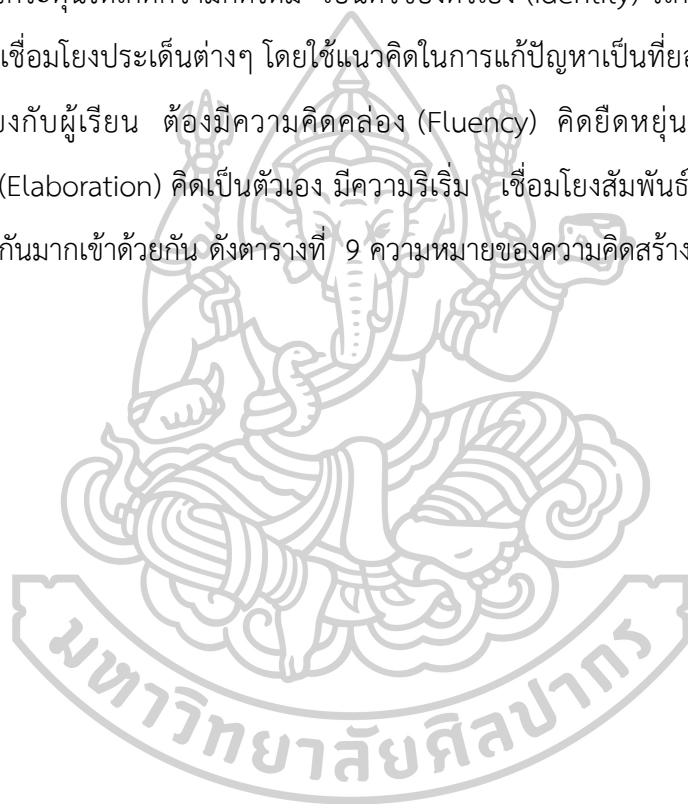 เชื่อมโยงประเด็นต่างๆ โดยใช้แนวคิดในการแก้ปัญหาเป็นที่ยอ
ยงกับผู้เรียน ต้องมีความคิดคล่อง (Fluency) คิดยืดหยุ่น
(Elaboration) คิดเป็นตัวเอง มีความริเริ่ม เชื่อมโยงสัมพันธ์
กันมากเข้าด้วยกัน ดังตารางที่ 9 ความหมายของความคิดสร้าง
มหาวิทยาลัยศิลปากร